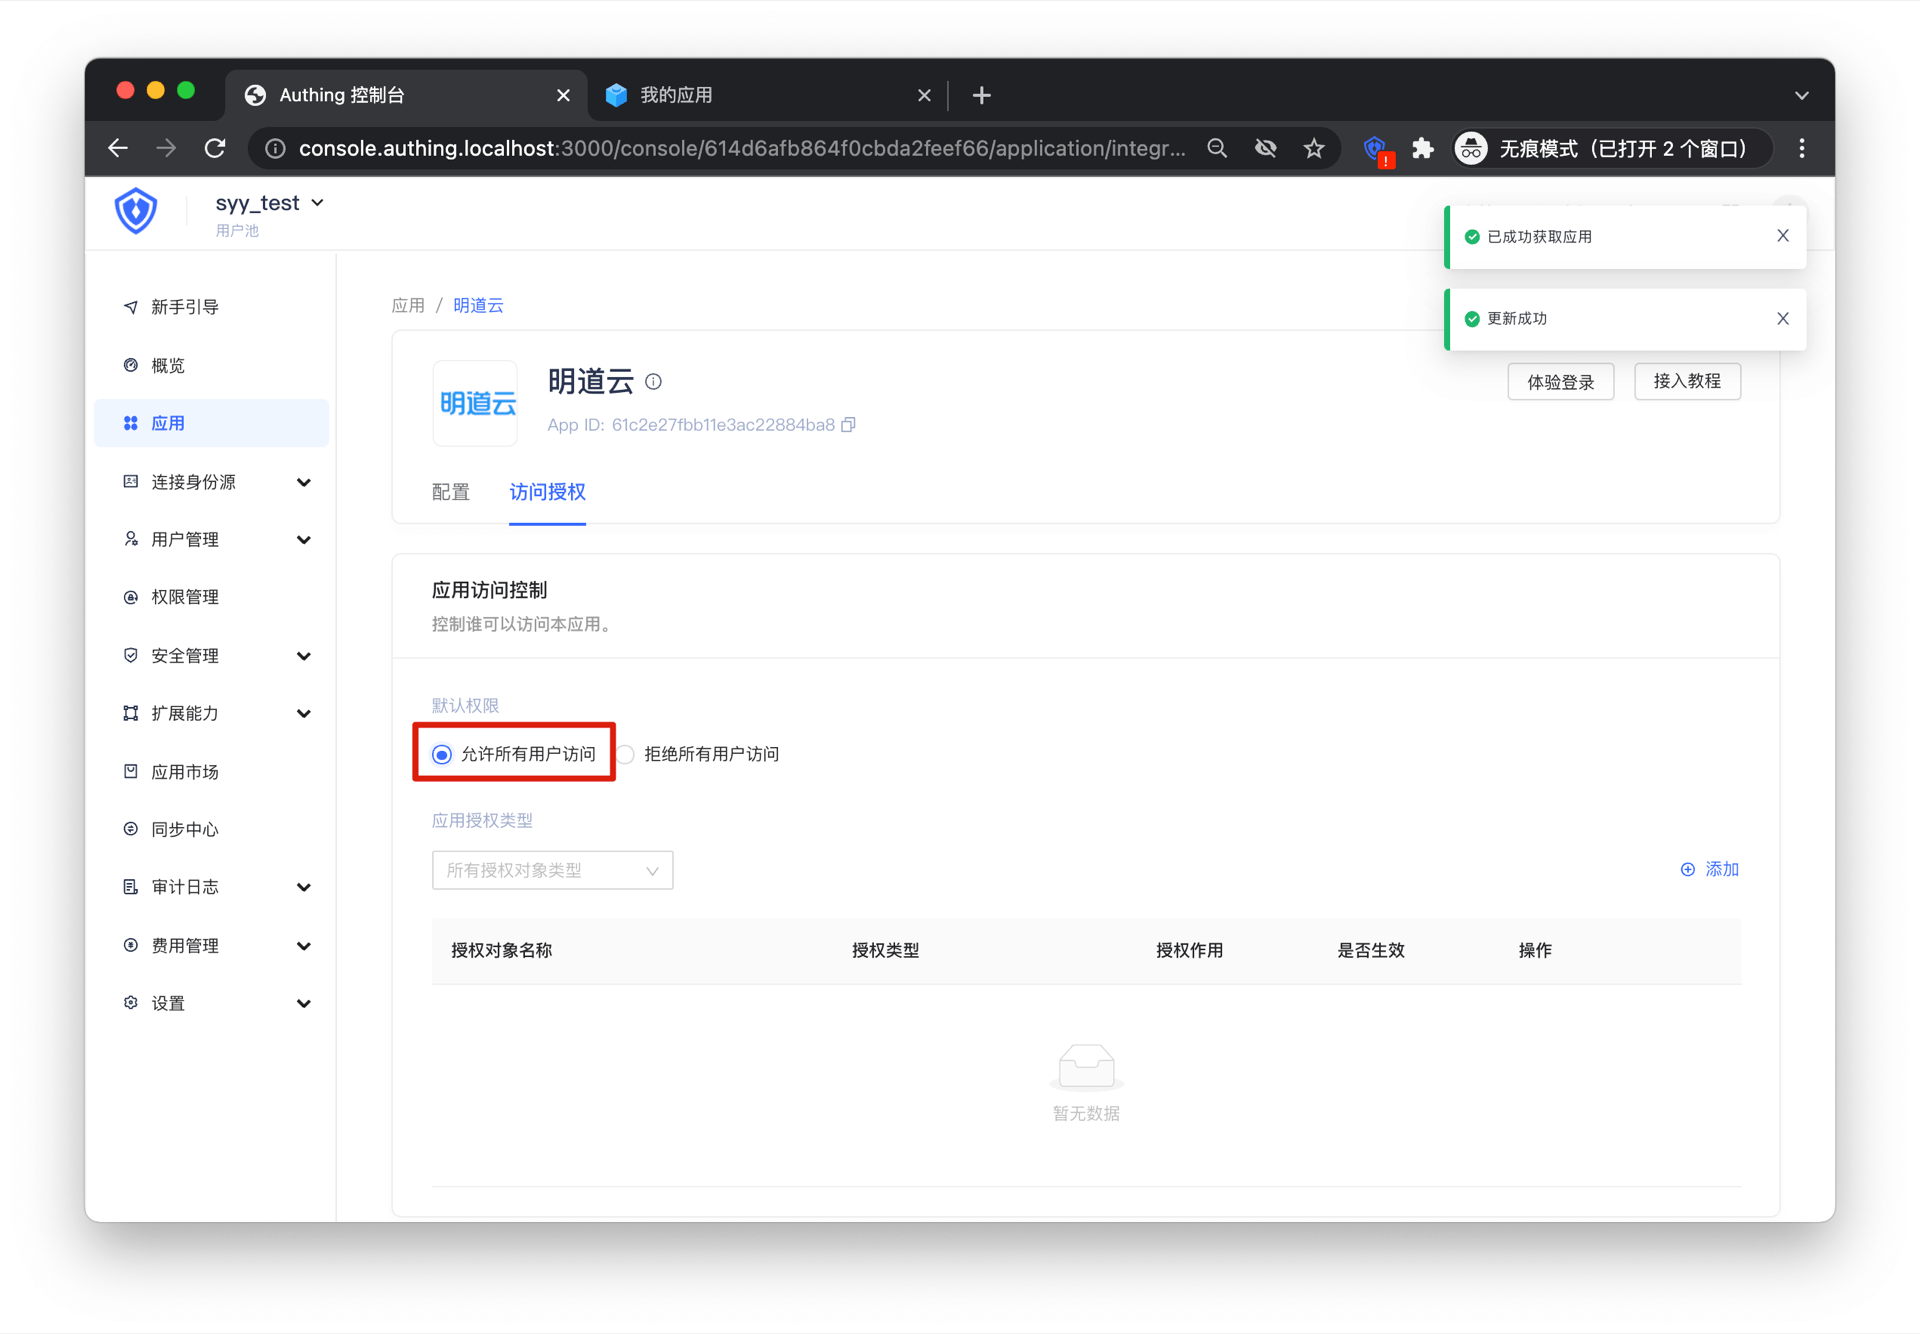 Authing 控制台
我的应用
console.authing.localhost:3000/console/614d6afb864f0cbda2feef66/application/integr...
无痕模式（已打开 2 个窗口）
syy_test
用户池
已成功获取应用
更新成功
新手引导
概览
应用
连接身份源
用户管理
权限管理
安全管理
扩展能力
应用市场
同步中心
审计日志
费用管理
设置
应用 / 明道云
明道云
明道云
App ID: 61c2e27fbb11e3ac22884ba8
体验登录
接入教程
配置
访问授权
应用访问控制
控制谁可以访问本应用。
默认权限
允许所有用户访问
拒绝所有用户访问
应用授权类型
所有授权对象类型
添加
授权对象名称 授权类型 授权作用 是否生效 操作
暂无数据